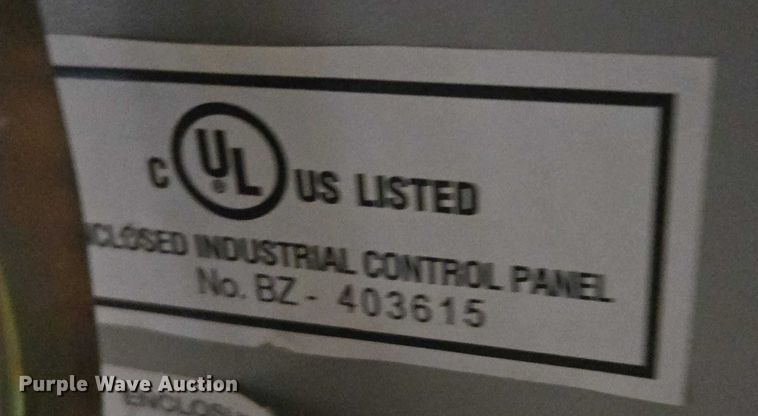 C UL ® US LISTED
CLOSED INDUSTRIAL CONTROL PANEL
No. BZ - 403615
Purple Wave Auction